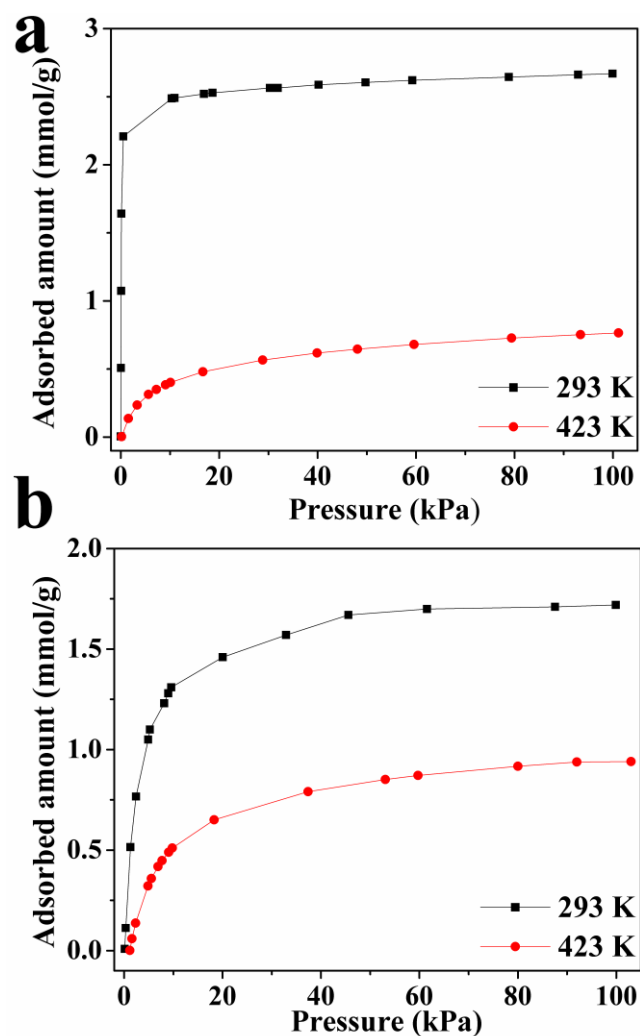 a
3
2
1
0
Adsorbed amount (mmol/g)
293 K
423 K
0 20 40 60 80 100
Pressure (kPa)
b
2.0
1.5
1.0
0.5
0.0
Adsorbed amount (mmol/g)
293 K
423 K
0 20 40 60 80 100
Pressure (kPa)